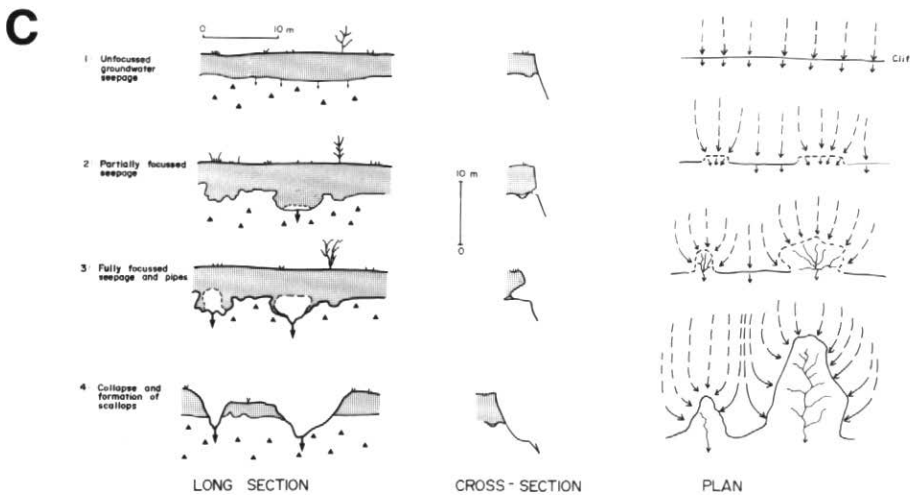 C
0 10 m
1 Unfocussed
groundwater
seepage
Clif
2 Partially focussed
seepage
10 m
0
3 Fully focussed
seepage and pipes
4 Collapse and
formation of
scallops
LONG SECTION
CROSS-SECTION
PLAN